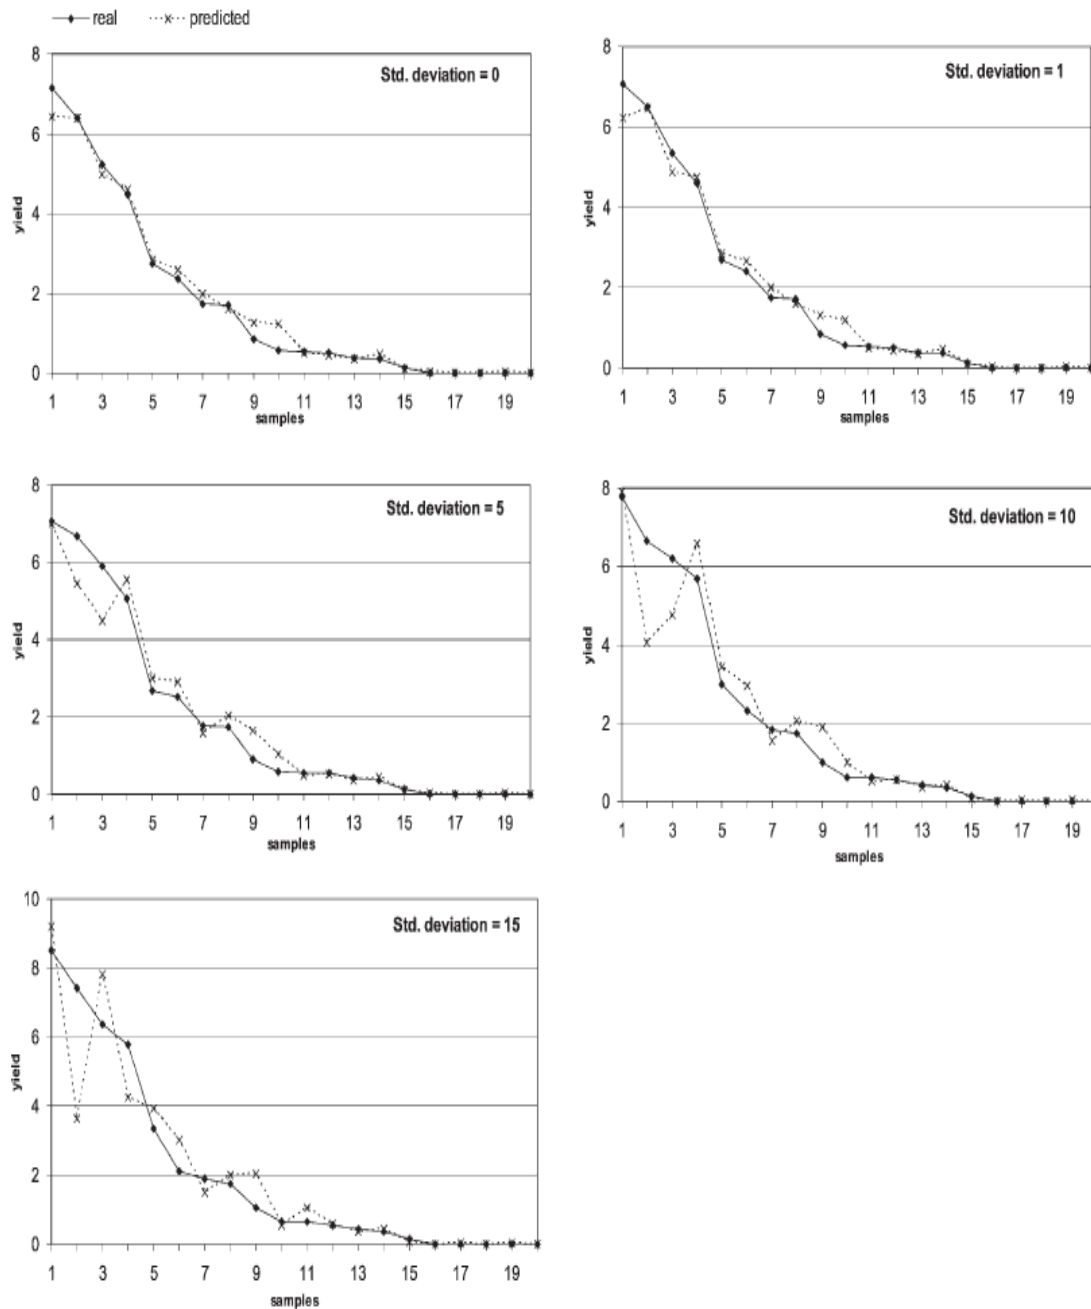 real predicted
Std. deviation = 0
8
6
4
2
0
yield
1 3 5 7 9 11 13 15 17 19
samples
Std. deviation = 1
8
6
4
2
0
yield
1 3 5 7 9 11 13 15 17 19
samples
Std. deviation = 5
8
6
4
2
0
yield
1 3 5 7 9 11 13 15 17 19
samples
Std. deviation = 10
8
6
4
2
0
yield
1 3 5 7 9 11 13 15 17 19
samples
Std. deviation = 15
10
8
6
4
2
0
yield
1 3 5 7 9 11 13 15 17 19
samples